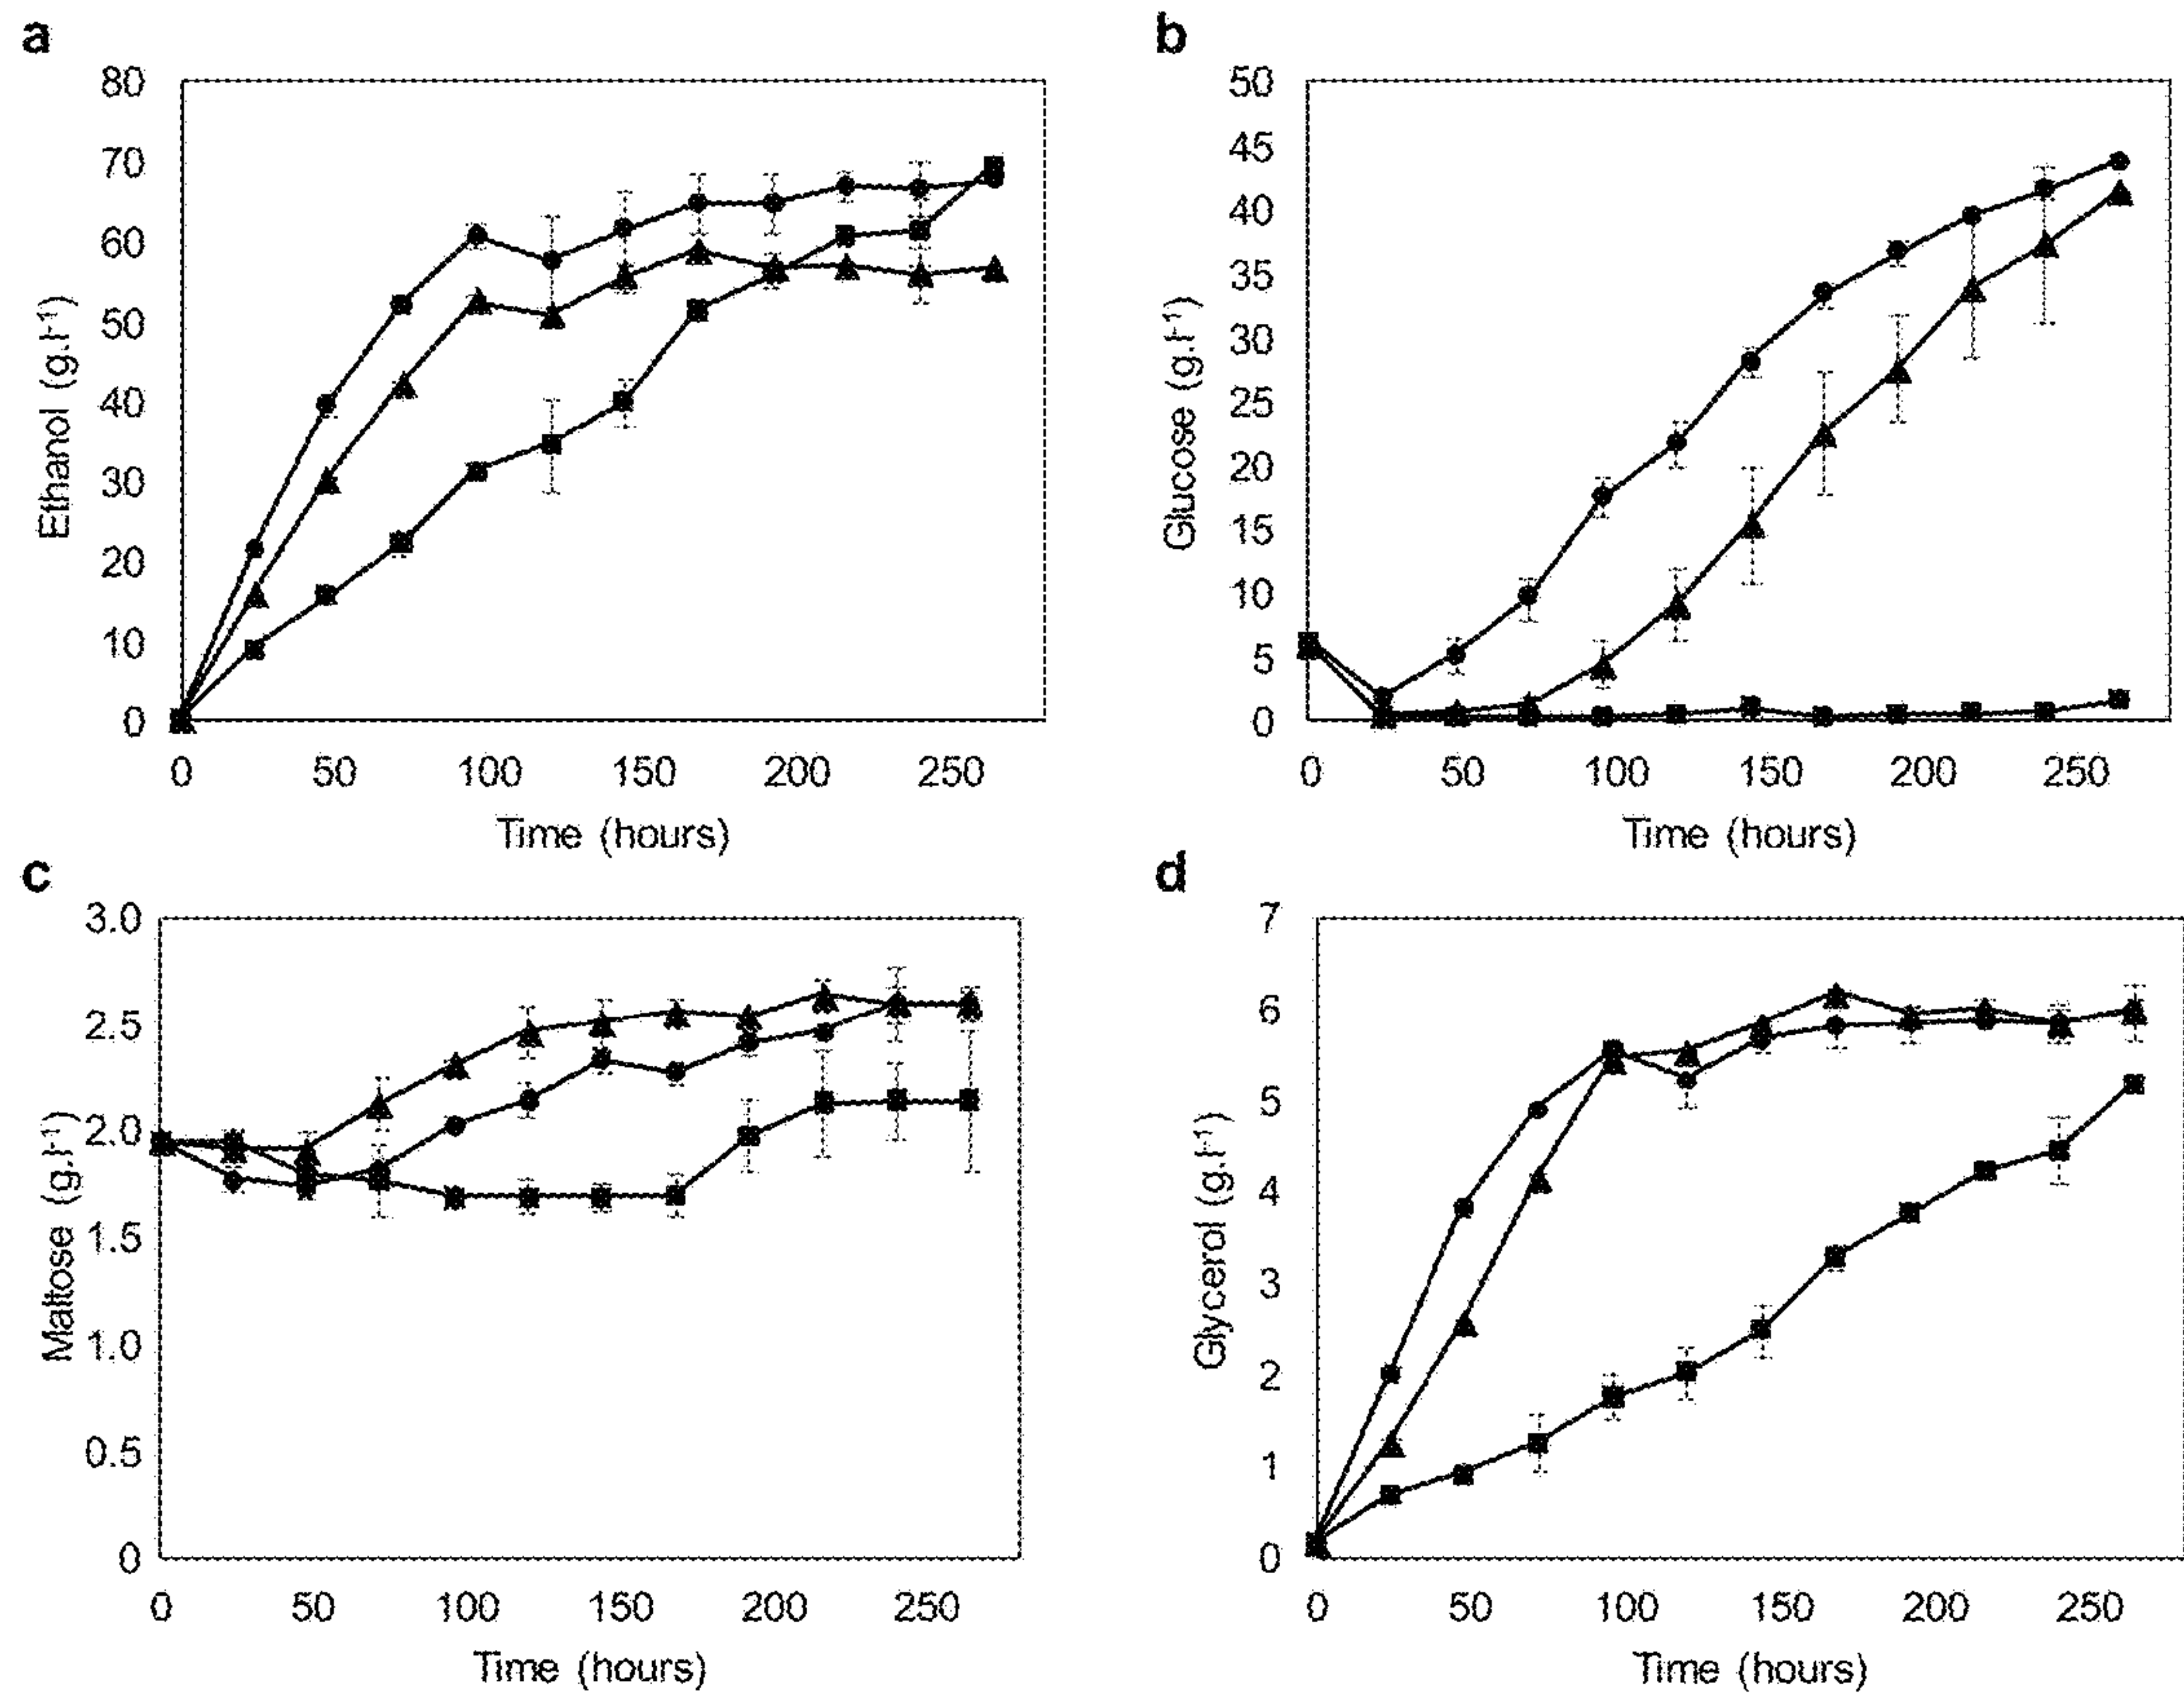 a
80
70
60
50
40
30
20
10
0
Ethanol (g.l-1)
0 50 100 150 200 250
Time (hours)
b
50
45
40
35
30
25
20
15
10
5
0
Glucose (g.l-1)
0 50 100 150 200 250
Time (hours)
c
3.0
2.5
2.0
1.5
1.0
0.5
0
Maltose (g.l-1)
0 50 100 150 200 250
Time (hours)
d
7
6
5
4
3
2
1
0
Glycerol (g.l-1)
0 50 100 150 200 250
Time (hours)